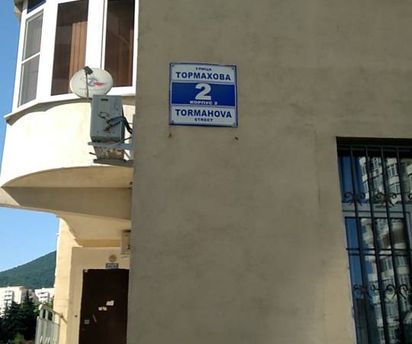 УЛИЦА
ТОРМАХОВА
2
КОРПУС 2
TORMAHOVA
STREET